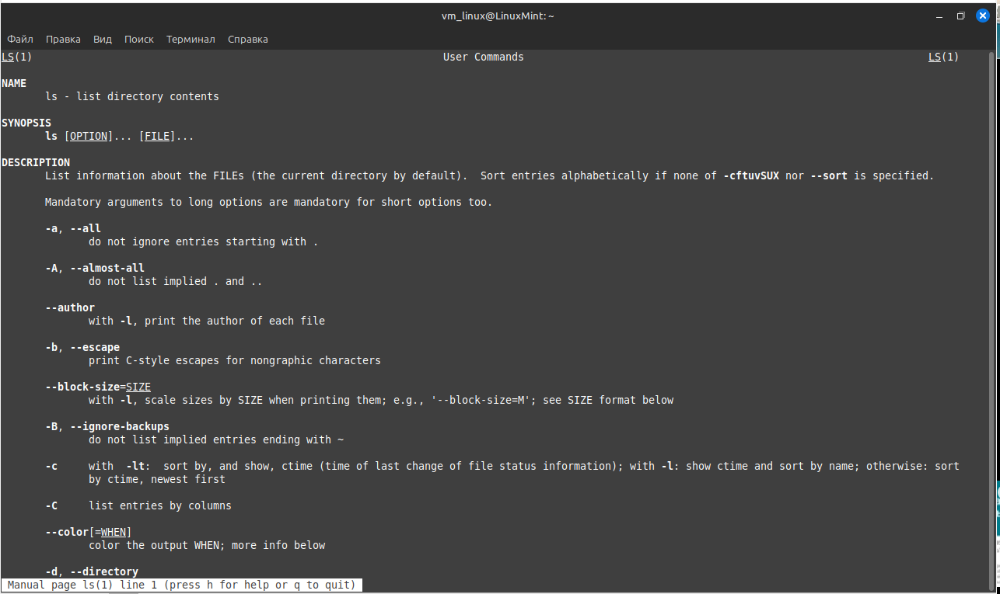 vm_linux@LinuxMint: ~
Файл Правка Вид Поиск Терминал Справка
LS(1) User Commands LS(1)
NAME
ls - list directory contents
SYNOPSIS
ls [OPTION]... [FILE]...
DESCRIPTION
List information about the FILEs (the current directory by default).  Sort entries alphabetically if none of -cftuvSUX nor --sort is specified.
Mandatory arguments to long options are mandatory for short options too.
-a, --all
do not ignore entries starting with .
-A, --almost-all
do not list implied . and ..
--author
with -l, print the author of each file
-b, --escape
print C-style escapes for nongraphic characters
--block-size=SIZE
with -l, scale sizes by SIZE when printing them; e.g., '--block-size=M'; see SIZE format below
-B, --ignore-backups
do not list implied entries ending with ~
-c with  -lt:  sort by, and show, ctime (time of last change of file status information); with -l: show ctime and sort by name; otherwise: sort
by ctime, newest first
-C list entries by columns
--color[=WHEN]
color the output WHEN; more info below
-d, --directory
Manual page ls(1) line 1 (press h for help or q to quit)